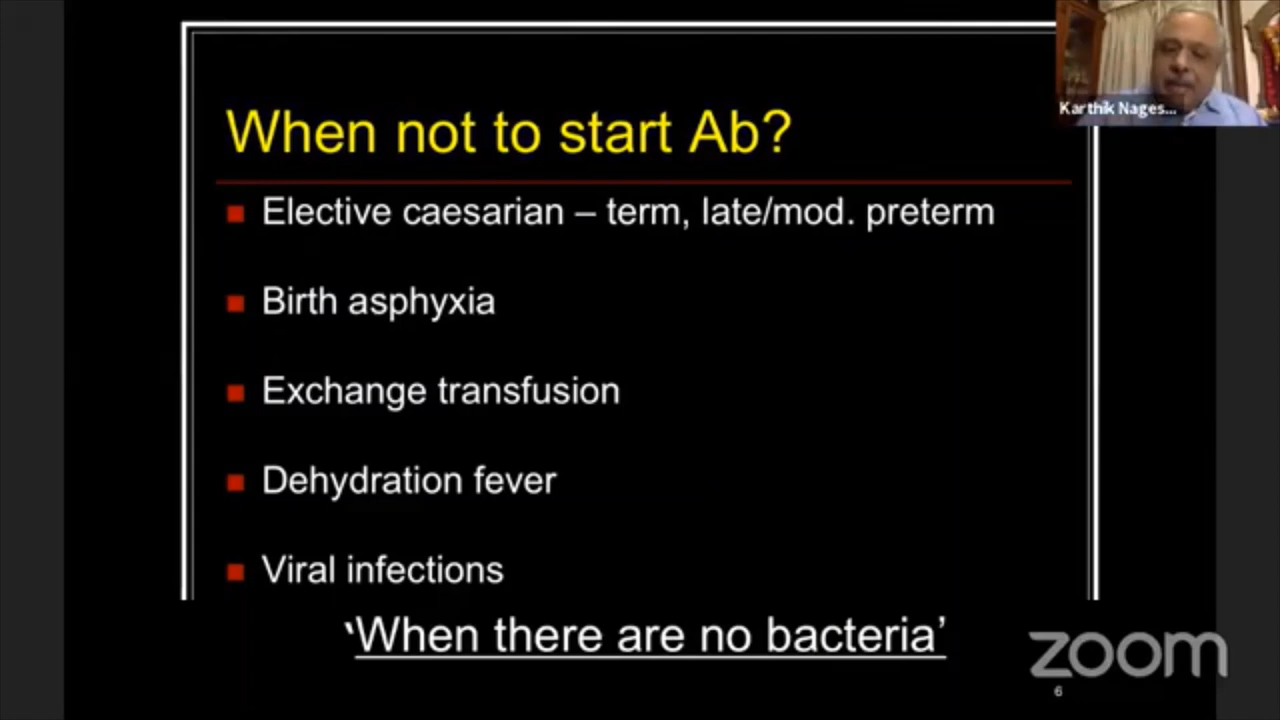 Karthik Nages...
When not to start Ab?
Elective caesarian – term, late/mod. preterm
Birth asphyxia
Exchange transfusion
Dehydration fever
Viral infections
‘When there are no bacteria’
zoom
6